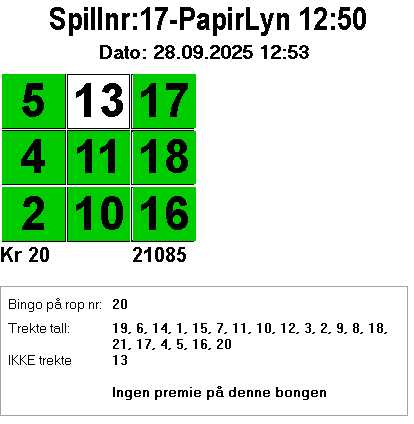 Spillnr:17-PapirLyn 12:50
Dato: 28.09.2025 12:53
5 13 17
4 11 18
2 10 16
Kr 20 21085
Bingo på rop nr: 20
Trekte tall: 19, 6, 14, 1, 15, 7, 11, 10, 12, 3, 2, 9, 8, 18,
21, 17, 4, 5, 16, 20
IKKE trekte 13
Ingen premie på denne bongen